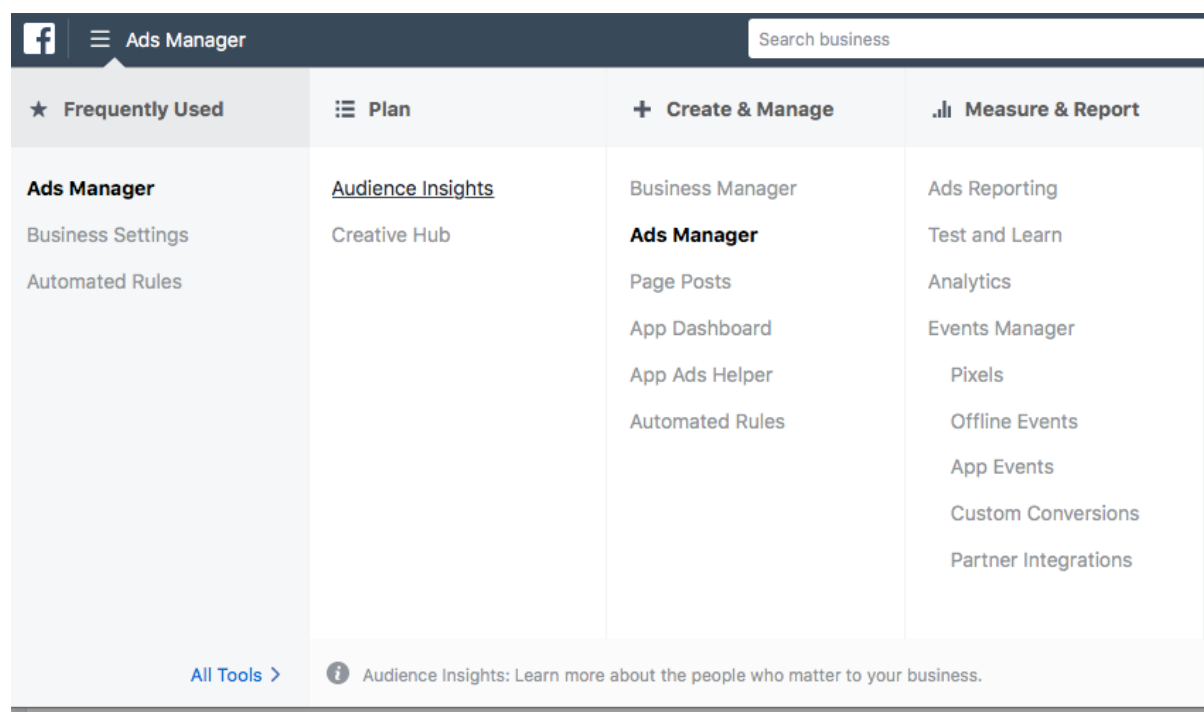 Ads Manager
Search business
Frequently Used
Ads Manager
Business Settings
Automated Rules
All Tools
Plan
Audience Insights
Creative Hub
Create & Manage
Business Manager
Ads Manager
Page Posts
App Dashboard
App Ads Helper
Automated Rules
Measure & Report
Ads Reporting
Test and Learn
Analytics
Events Manager
Pixels
Offline Events
App Events
Custom Conversions
Partner Integrations
Audience Insights: Learn more about the people who matter to your business.